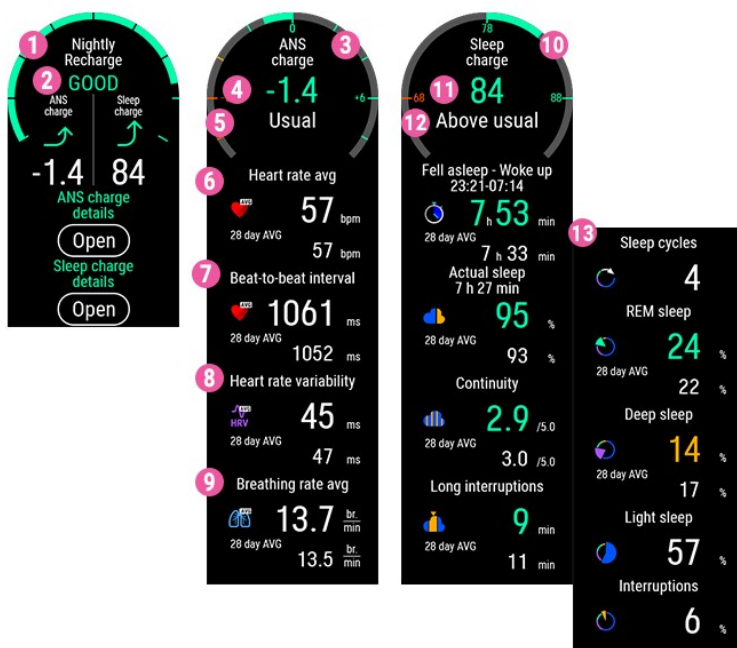 1
Nightly
Recharge
2
GOOD
ANS
charge
Sleep
charge
-1.4
84
ANS charge
details
Open
Sleep charge
details
Open
0
3
ANS
charge
4
-1.4
+6
5
Usual
6
Heart rate avg
AVG
57 bpm
28 day AVG
57 bpm
7
Beat-to-beat interval
AVG
1061 ms
28 day AVG
1052 ms
8
Heart rate variability
AVG
HRV
45 ms
28 day AVG
47 ms
9
Breathing rate avg
AVG
13.7 br.
min
28 day AVG
13.5 br.
min
78
10
Sleep
charge
68
11
84
88
12
Above usual
Fell asleep - Woke up
23:21-07:14
7 h 53 min
28 day AVG
7 h 33 min
Actual sleep
7 h 27 min
95 %
28 day AVG
93 %
Continuity
2.9 /5.0
28 day AVG
3.0 /5.0
Long interruptions
9 min
28 day AVG
11 min
13
Sleep cycles
4
REM sleep
24 %
28 day AVG
22 %
Deep sleep
14 %
28 day AVG
17 %
Light sleep
57 %
Interruptions
6 %